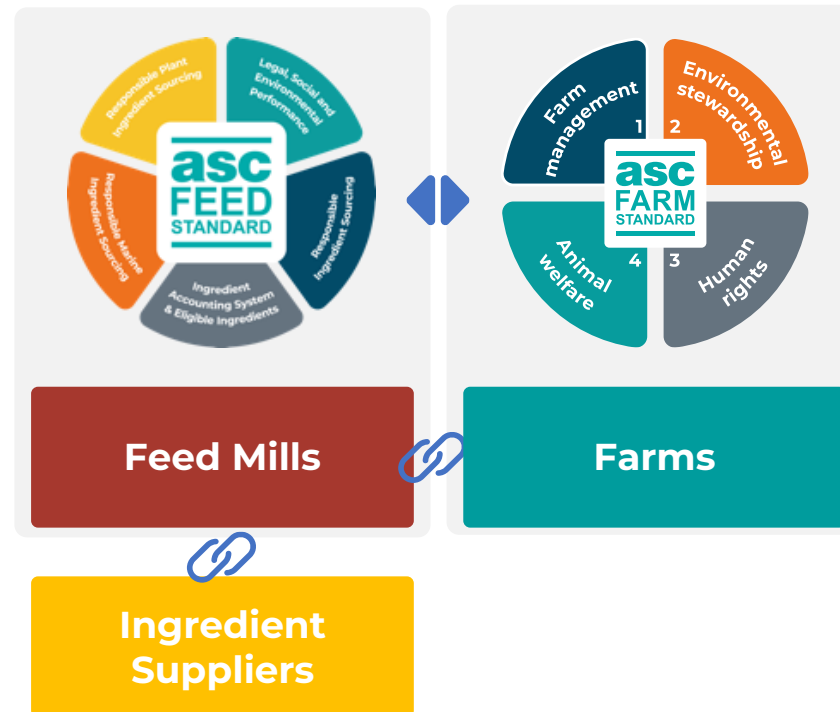 Responsible Plant
Ingredient Sourcing
Legal, Social and
Environmental
Performance
Responsible
Ingredient Sourcing
Ingredient
Accounting System
& Eligible Ingredients
Responsible Marine
Ingredient Sourcing
asc
FEED
STANDARD
Farm
management
1
2
Environmental
stewardship
asc
FARM
STANDARD
Animal
welfare
4
3
Human
rights
Feed Mills
Farms
Ingredient
Suppliers